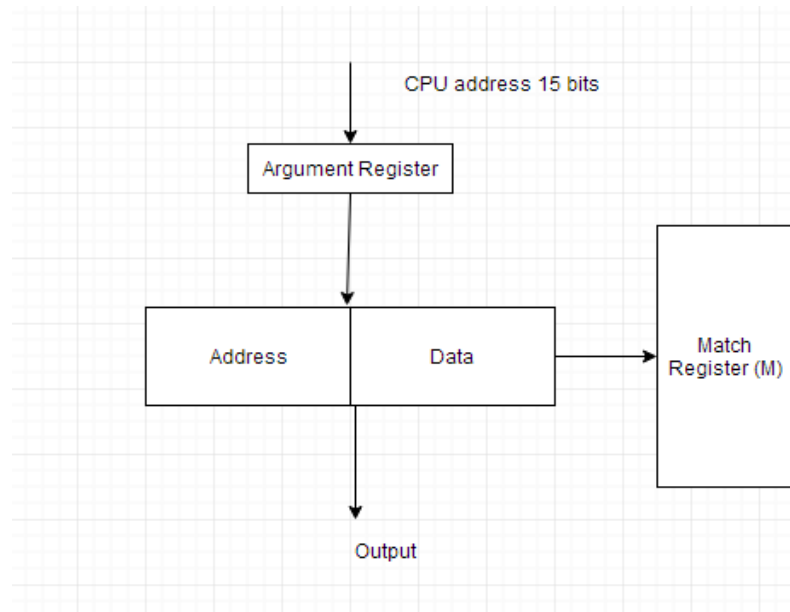 CPU address 15 bits
Argument Register
Address
Data
Match
Register (M)
Output